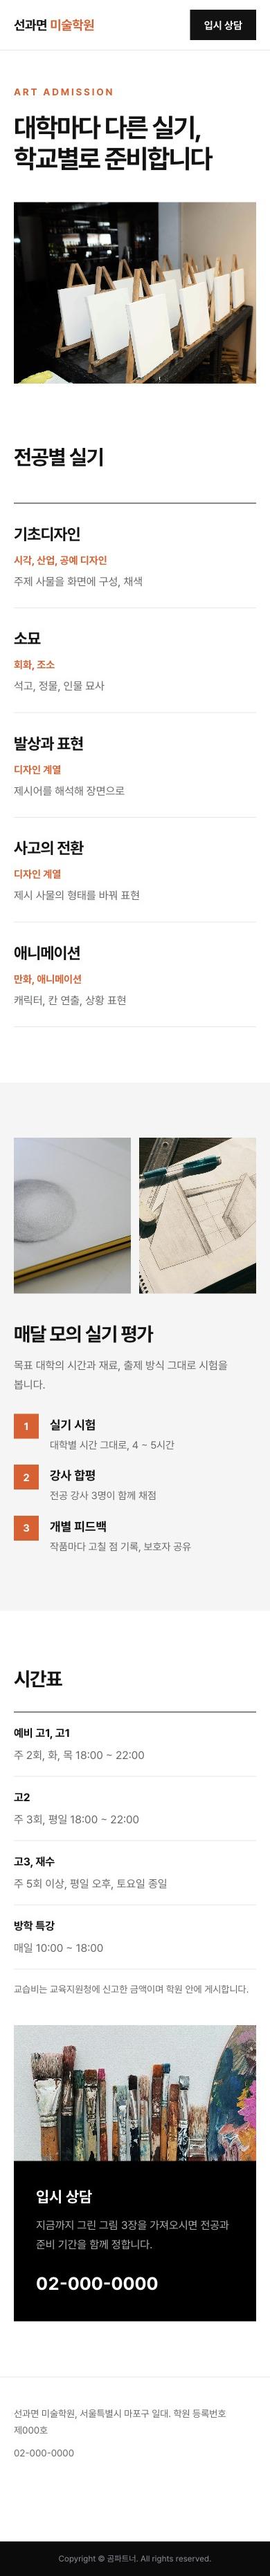 선과면 미술학원
입시 상담
ART ADMISSION
대학마다 다른 실기,
학교별로 준비합니다
전공별 실기
기초디자인
시각, 산업, 공예 디자인
주제 사물을 화면에 구성, 채색
소묘
회화, 조소
석고, 정물, 인물 묘사
발상과 표현
디자인 계열
제시어를 해석해 장면으로
사고의 전환
디자인 계열
제시 사물의 형태를 바꿔 표현
애니메이션
만화, 애니메이션
캐릭터, 칸 연출, 상황 표현
매달 모의 실기 평가
목표 대학의 시간과 재료, 출제 방식 그대로 시험을
봅니다.
1
실기 시험
대학별 시간 그대로, 4 ~ 5시간
2
강사 합평
전공 강사 3명이 함께 채점
3
개별 피드백
작품마다 고칠 점 기록, 보호자 공유
시간표
예비 고1, 고1
주 2회, 화, 목 18:00 ~ 22:00
고2
주 3회, 평일 18:00 ~ 22:00
고3, 재수
주 5회 이상, 평일 오후, 토요일 종일
방학 특강
매일 10:00 ~ 18:00
교습비는 교육지원청에 신고한 금액이며 학원 안에 게시합니다.
입시 상담
지금까지 그린 그림 3장을 가져오시면 전공과
준비 기간을 함께 정합니다.
02-000-0000
선과면 미술학원, 서울특별시 마포구 일대. 학원 등록번호
제000호
02-000-0000
Copyright © 곰파트너. All rights reserved.